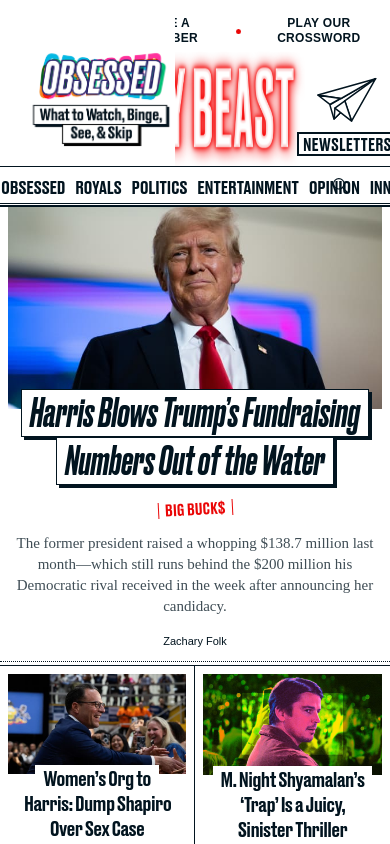 E A
BER
PLAY OUR
CROSSWORD
OBSESSED
What to Watch, Binge,
See, & Skip
Y BEAST
NEWSLETTERS
OBSESSED ROYALS POLITICS ENTERTAINMENT OPINION INN
Harris Blows Trump's Fundraising
Numbers Out of the Water
BIG BUCK$
The former president raised a whopping $138.7 million last
month—which still runs behind the $200 million his
Democratic rival received in the week after announcing her
candidacy.
Zachary Folk
Women's Org to
Harris: Dump Shapiro
Over Sex Case
M. Night Shyamalan's
‘Trap’ Is a Juicy,
Sinister Thriller